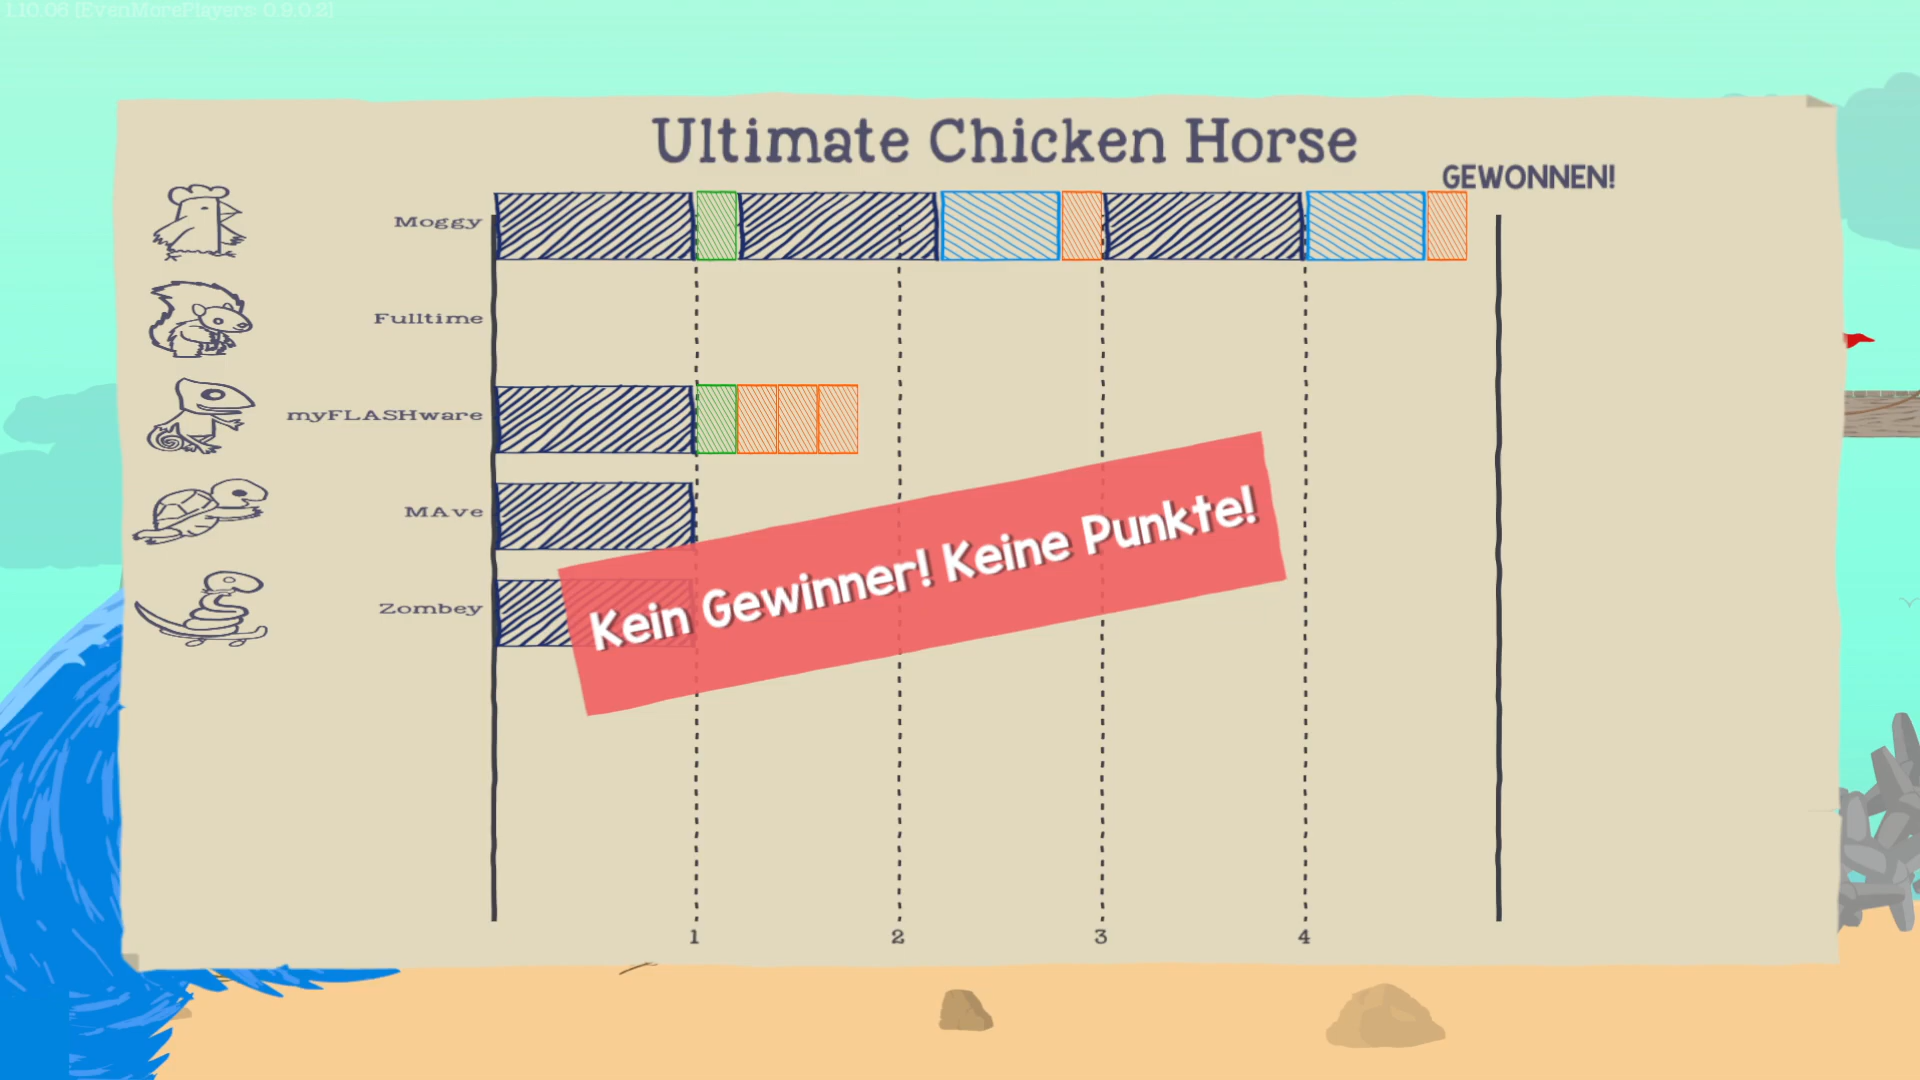 1.10.06 (EvenMorePlayers: 0.9.0.2)
Ultimate Chicken Horse
GEWONNEN!
Moggy
Fulltime
myFLASHware
MAve
Zombey
Kein Gewinner! Keine Punkte!
1 2 3 4